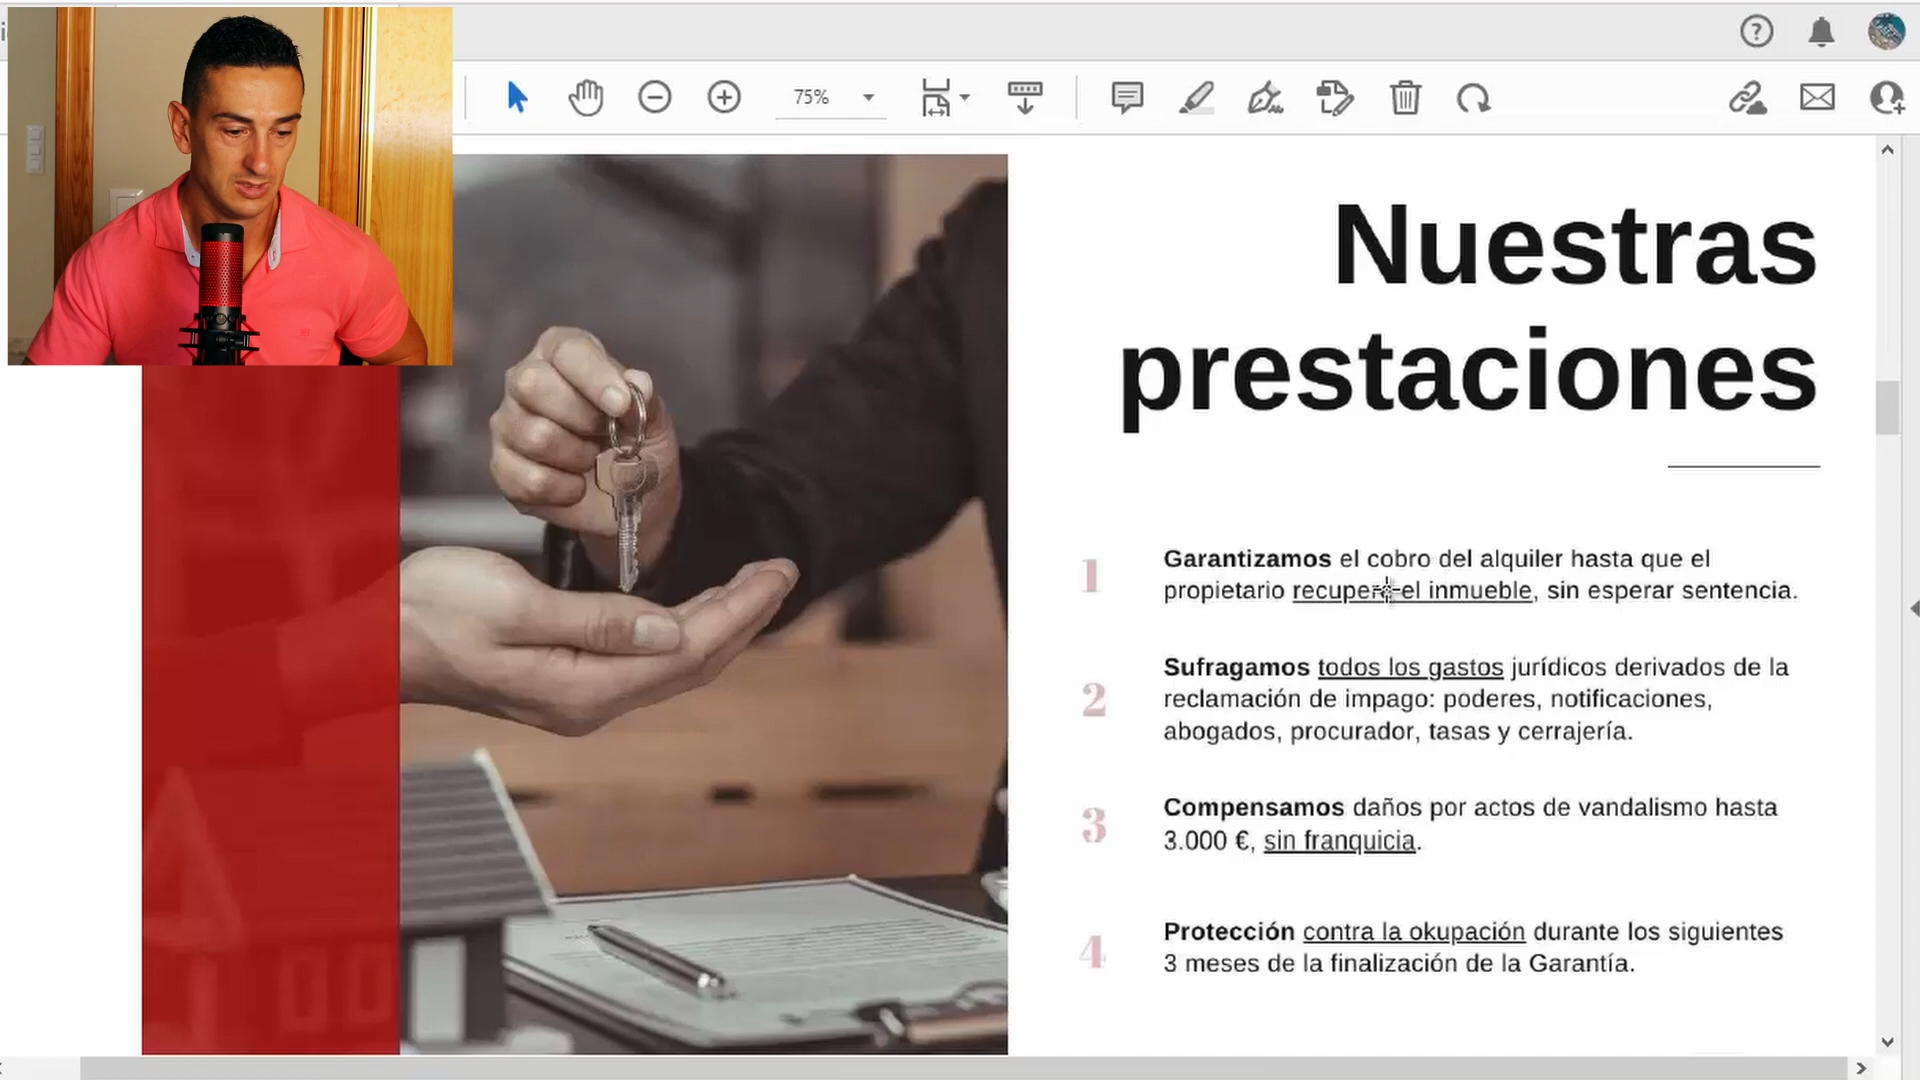 75%
Nuestras
prestaciones
1
Garantizamos el cobro del alquiler hasta que el
propietario recupere el inmueble, sin esperar sentencia.
2
Sufragamos todos los gastos jurídicos derivados de la
reclamación de impago: poderes, notificaciones,
abogados, procurador, tasas y cerrajería.
3
Compensamos daños por actos de vandalismo hasta
3.000 €, sin franquicia.
4
Protección contra la okupación durante los siguientes
3 meses de la finalización de la Garantía.